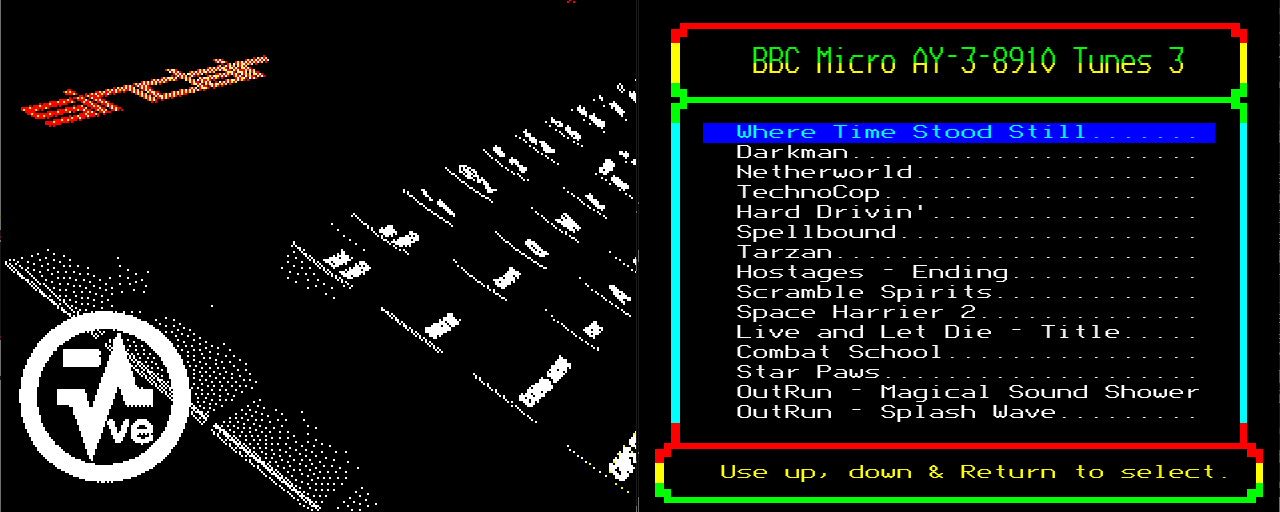 sinclair
ve
BBC Micro AY-3-8910 Tunes 3
Where Time Stood Still.......
Darkman......................
Netherworld..................
TechnoCop....................
Hard Drivin'.................
Spellbound...................
Tarzan.......................
Hostages - Ending............
Scramble Spirits.............
Space Harrier 2..............
Live and Let Die - Title.....
Combat School................
Star Paws....................
OutRun - Magical Sound Shower
OutRun - Splash Wave.........
Use up, down & Return to select.